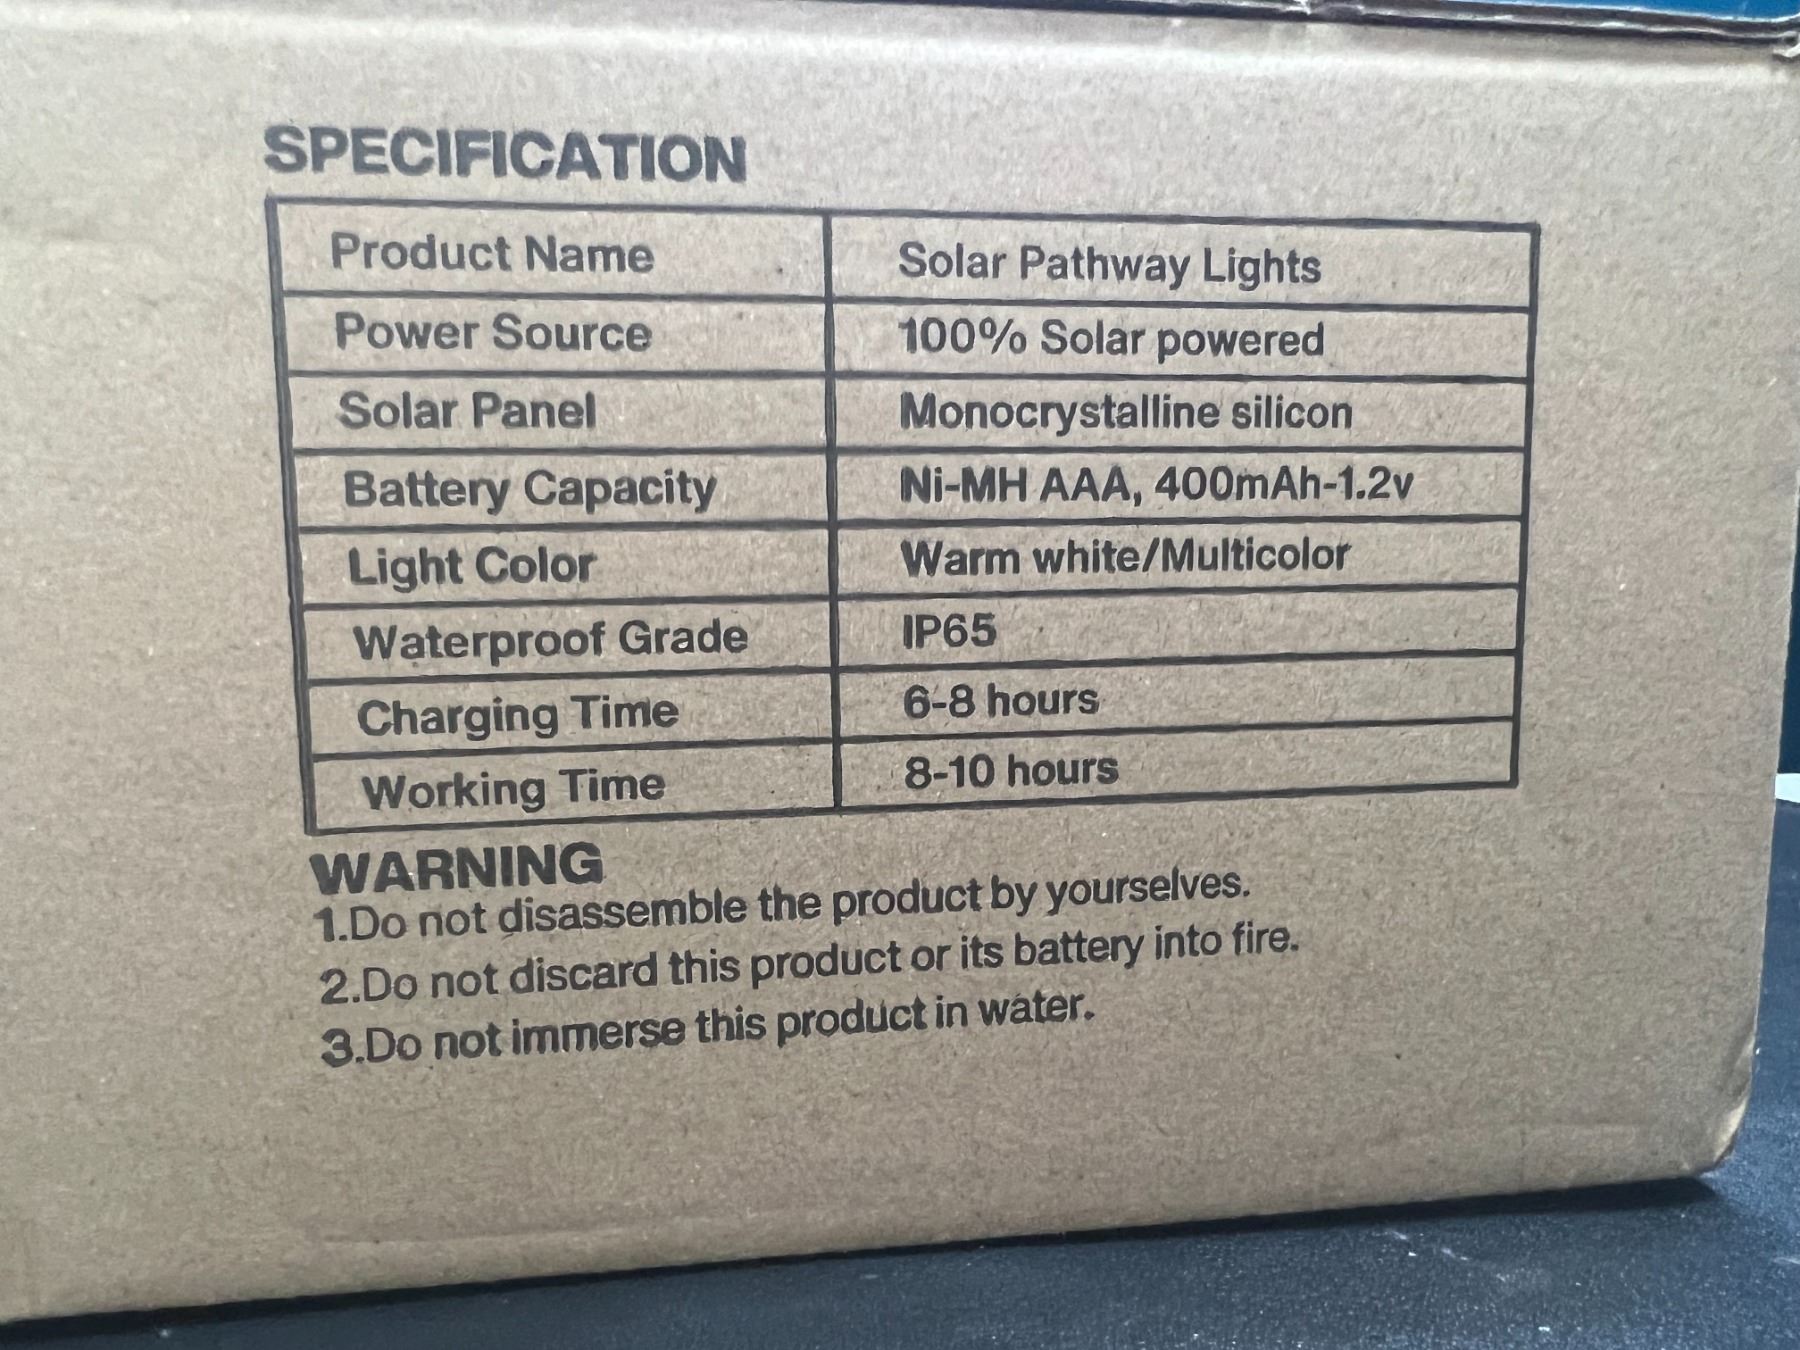 SPECIFICATION
Product Name Solar Pathway Lights
Power Source 100% Solar powered
Solar Panel Monocrystalline silicon
Battery Capacity Ni-MH AAA, 400mAh-1.2v
Light Color Warm white/Multicolor
Waterproof Grade IP65
Charging Time 6-8 hours
Working Time 8-10 hours
WARNING
1.Do not disassemble the product by yourselves.
2.Do not discard this product or its battery into fire.
3.Do not immerse this product in water.